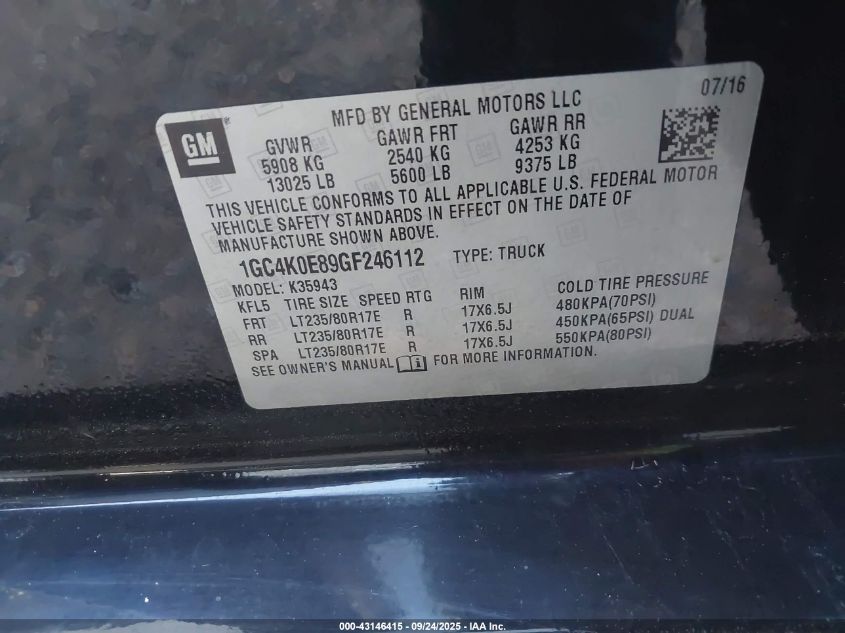 07/16
MFD BY GENERAL MOTORS LLC
GM
GVWR GAWR FRT GAWR RR
5908 KG 2540 KG 4253 KG
13025 LB 5600 LB 9375 LB
THIS VEHICLE CONFORMS TO ALL APPLICABLE U.S. FEDERAL MOTOR
VEHICLE SAFETY STANDARDS IN EFFECT ON THE DATE OF
MANUFACTURE SHOWN ABOVE.
1GC4K0E89GF246112 TYPE: TRUCK
MODEL: K35943
KFL5 TIRE SIZE SPEED RTG RIM COLD TIRE PRESSURE
FRT LT235/80R17E R 17X6.5J 480KPA(70PSI)
RR LT235/80R17E R 17X6.5J 450KPA(65PSI) DUAL
SPA LT235/80R17E R 17X6.5J 550KPA(80PSI)
SEE OWNER'S MANUAL FOR MORE INFORMATION.
000-43146415 - 09/24/2025 - IAA Inc.